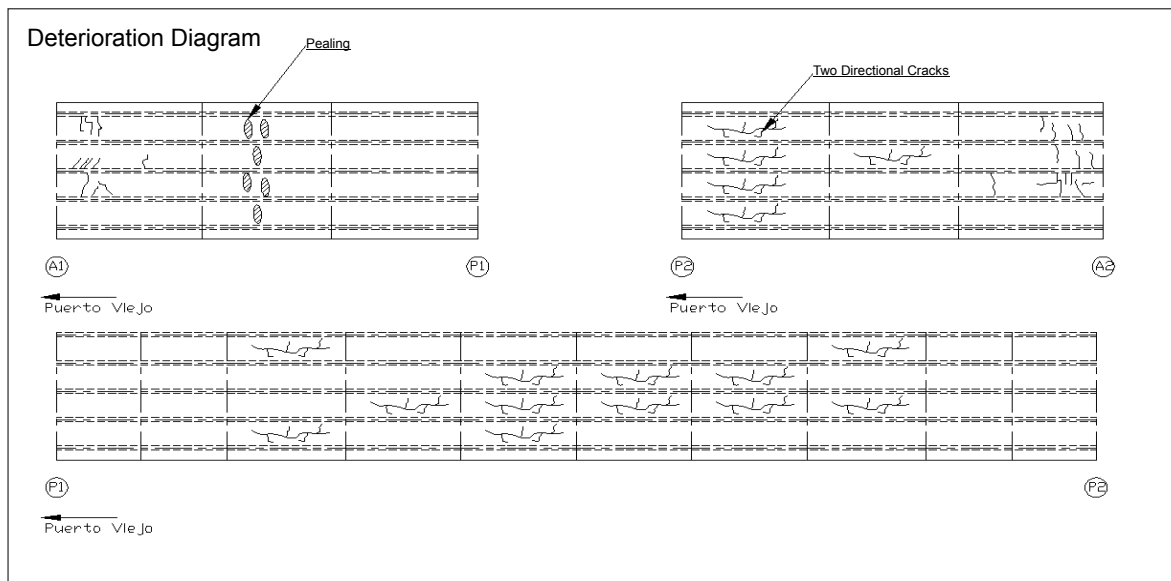 Deterioration Diagram
Pealing
Two Directional Cracks
A1
P1
P2
A2
Puerto VIejo
Puerto VIejo
P1
P2
Puerto VIejo